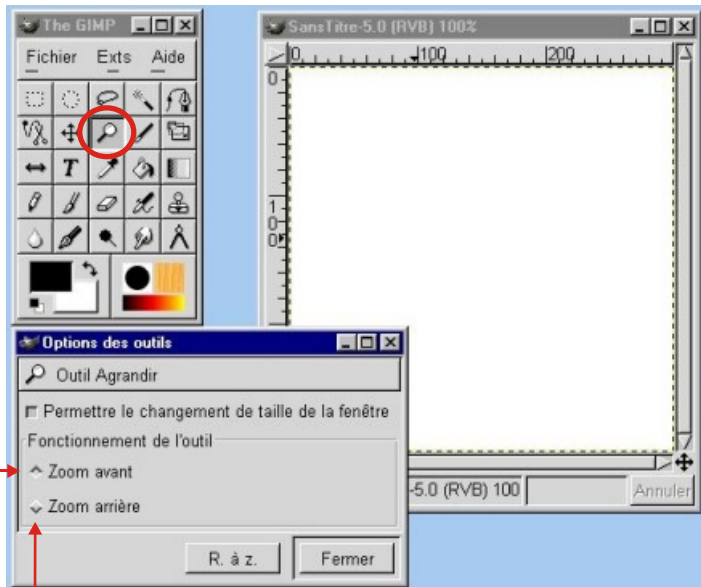 The GIMP
Fichier Exts Aide
SansTitre-5.0 (RVB) 100%
0 100 200
0
1
0
0
Options des outils
Outil Agrandir
Permettre le changement de taille de la fenêtre
Fonctionnement de l'outil
Zoom avant
Zoom arrière
R. à z. Fermer
-5.0 (RVB) 100 Annuler